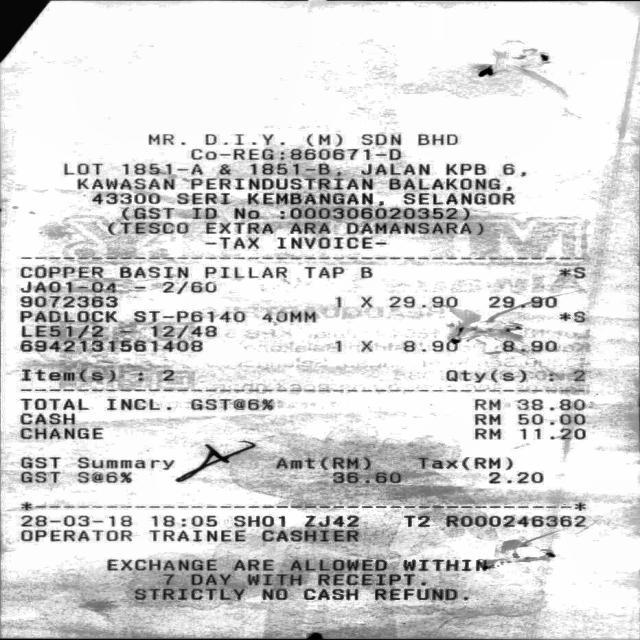 MR. D.I.Y. (M) SDN BHD
Co-REG:860671-D
LOT 1851-A & 1851-B, JALAN KPB 6,
KAWASAN PERINDUSTRIAN BALAKONG,
43300 SERI KEMBANGAN, SELANGOR
(GST ID No :000306020352)
(TESCO EXTRA ARA DAMANSARA)
-TAX INVOICE-
COPPER BASIN PILLAR TAP B *S
JA01-04 - 2/60
9072363 1 X 29.90 29.90
PADLOCK ST-P6140 40MM *S
LE51/2 - 12/48
6942131561408 1 X 8.90 8.90
Item(s) : 2 Qty(s) : 2
TOTAL INCL. GST@6% RM 38.80
CASH RM 50.00
CHANGE RM 11.20
GST Summary Amt(RM) Tax(RM)
GST S@6% 36.60 2.20
28-03-18 18:05 SH01 ZJ42 T2 R000246362
OPERATOR TRAINEE CASHIER
EXCHANGE ARE ALLOWED WITHIN
7 DAY WITH RECEIPT.
STRICTLY NO CASH REFUND.